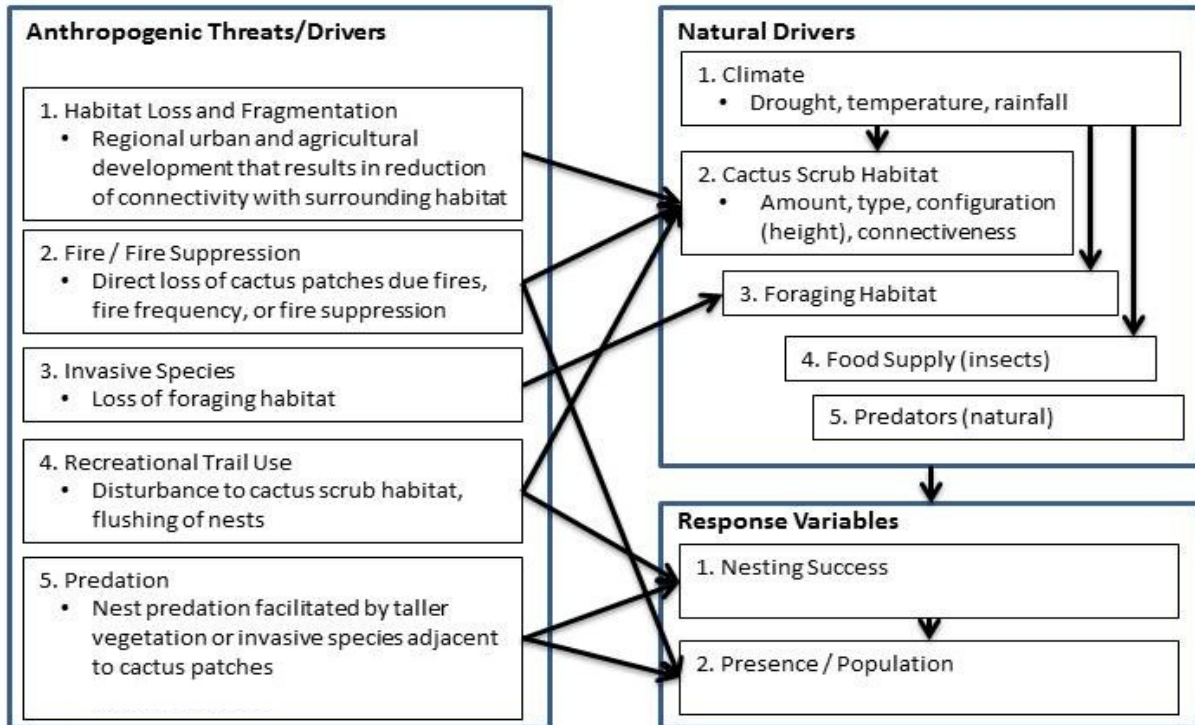 Anthropogenic Threats/Drivers
1. Habitat Loss and Fragmentation
• Regional urban and agricultural
development that results in reduction
of connectivity with surrounding habitat
2. Fire / Fire Suppression
• Direct loss of cactus patches due fires,
fire frequency, or fire suppression
3. Invasive Species
• Loss of foraging habitat
4. Recreational Trail Use
• Disturbance to cactus scrub habitat,
flushing of nests
5. Predation
• Nest predation facilitated by taller
vegetation or invasive species adjacent
to cactus patches
Natural Drivers
1. Climate
• Drought, temperature, rainfall
2. Cactus Scrub Habitat
• Amount, type, configuration
(height), connectiveness
3. Foraging Habitat
4. Food Supply (insects)
5. Predators (natural)
Response Variables
1. Nesting Success
2. Presence / Population